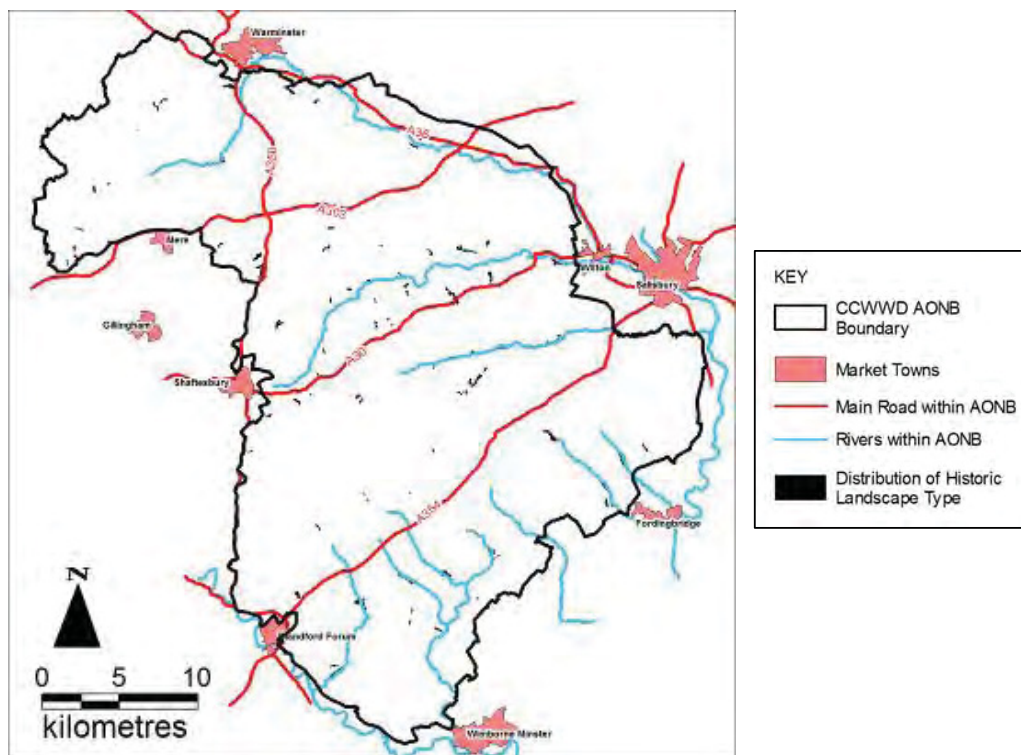 Warminster
A36
A350
A303
Mere
Wilton
Salisbury
Gillingham
A30
Shaftesbury
A354
Fordingbridge
N
Blandford Forum
0 5 10
kilometres
Wimborne Minster
KEY
CCWWD AONB
Boundary
Market Towns
Main Road within AONB
Rivers within AONB
Distribution of Historic
Landscape Type